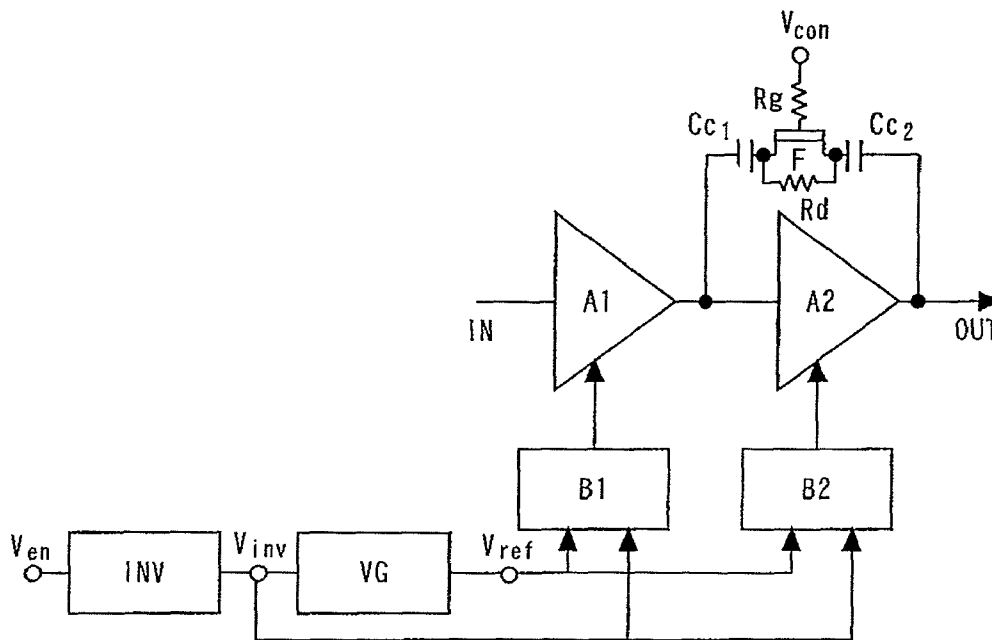 Vcon
Rg
Cc1
Cc2
F
Rd
A1
A2
IN
OUT
B1
B2
Ven
INV
Vinv
VG
Vref